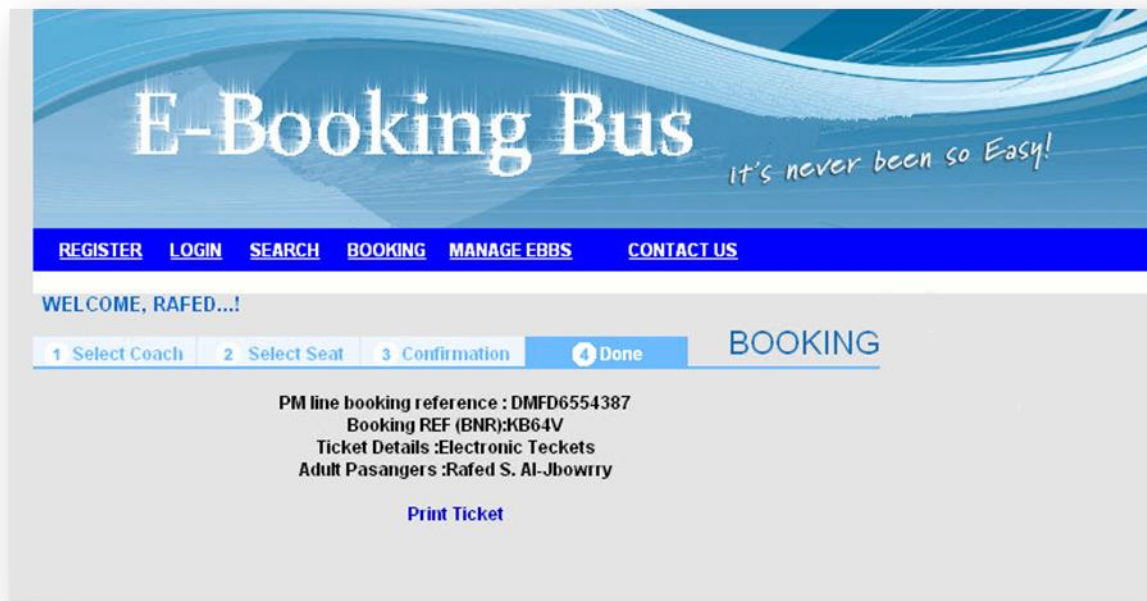 E-Booking Bus
It's never been so Easy!
REGISTER LOGIN SEARCH BOOKING MANAGE EBBS CONTACT US
WELCOME, RAFED...!
1 Select Coach 2 Select Seat 3 Confirmation 4 Done
BOOKING
PM line booking reference : DMFD6554387
Booking REF (BNR):KB64V
Ticket Details :Electronic Teckets
Adult Pasangers :Rafed S. Al-Jbowrry
Print Ticket